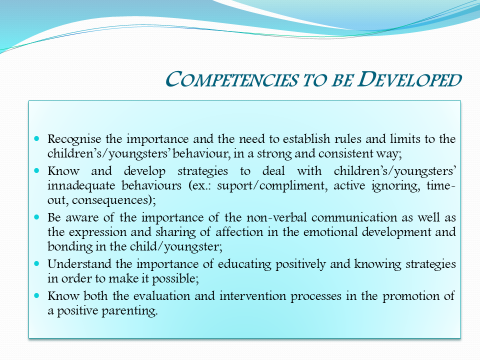 COMPETENCIES TO BE DEVELOPED
Recognise the importance and the need to establish rules and limits to the
children's/youngsters' behaviour, in a strong and consistent way;
Know and develop strategies to deal with children's/youngsters'
innadequate behaviours (ex.: suport/compliment, active ignoring, time-
out, consequences);
Be aware of the importance of the non-verbal communication as well as
the expression and sharing of affection in the emotional development and
bonding in the child/youngster;
Understand the importance of educating positively and knowing strategies
in order to make it possible;
Know both the evaluation and intervention processes in the promotion of
a positive parenting.